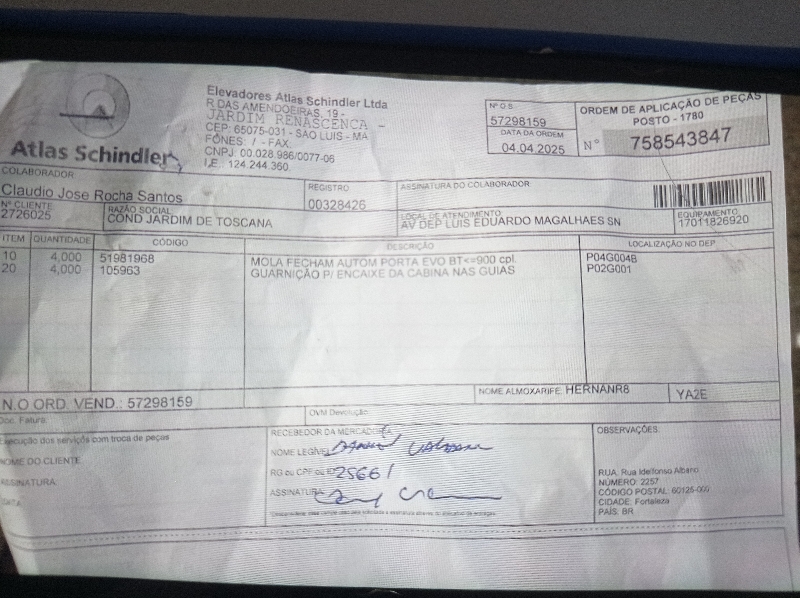 Atlas Schindler
Elevadores Atlas Schindler Ltda
R DAS AMENDOEIRAS, 19 -
JARDIM RENASCENCA -
CEP: 65075-031 - SAO LUIS - MA
FONES: / - FAX:
CNPJ: 00.028.986/0077-06
I.E.: 124.244.360
Nº O.S.
57298159
DATA DA ORDEM
04.04.2025
ORDEM DE APLICAÇÃO DE PEÇAS
POSTO - 1780
Nº 758543847
COLABORADOR
Claudio Jose Rocha Santos
REGISTRO
00328426
ASSINATURA DO COLABORADOR
Nº CLIENTE
2726025
RAZÃO SOCIAL
COND JARDIM DE TOSCANA
LOCAL DE ATENDIMENTO
AV DEP LUIS EDUARDO MAGALHAES SN
EQUIPAMENTO
17011826920
ITEM QUANTIDADE CÓDIGO DESCRIÇÃO LOCALIZAÇÃO NO DEP
10 4,000 51981968 MOLA FECHAM AUTOM PORTA EVO BT<=900 cpl. P04G004B
20 4,000 105963 GUARNIÇÃO P/ ENCAIXE DA CABINA NAS GUIAS P02G001
NOME ALMOXARIFE: HERNANR8 YA2E
N.O ORD. VEND.: 57298159
Doc. Fatura:
OVM Devolução:
Execução dos serviços com troca de peças
NOME DO CLIENTE:
ASSINATURA:
DATA:
RECEBEDOR DA MERCADORIA
NOME LEGÍVEL
RG ou CPF ou 25661
ASSINATURA
OBSERVAÇÕES:
RUA: Rua Idelfonso Albano
NÚMERO: 2257
CÓDIGO POSTAL: 60125-000
CIDADE: Fortaleza
PAÍS: BR